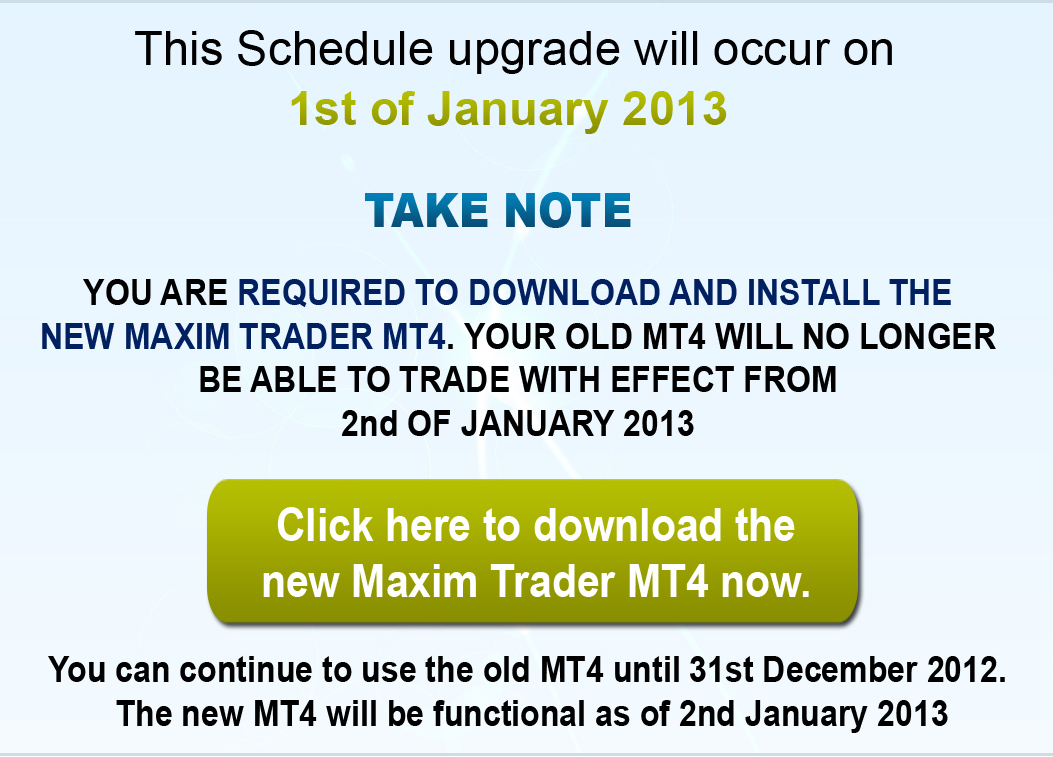 This Schedule upgrade will occur on
1st of January 2013
TAKE NOTE
YOU ARE REQUIRED TO DOWNLOAD AND INSTALL THE
NEW MAXIM TRADER MT4. YOUR OLD MT4 WILL NO LONGER
BE ABLE TO TRADE WITH EFFECT FROM
2nd OF JANUARY 2013
Click here to download the
new Maxim Trader MT4 now.
You can continue to use the old MT4 until 31st December 2012.
The new MT4 will be functional as of 2nd January 2013